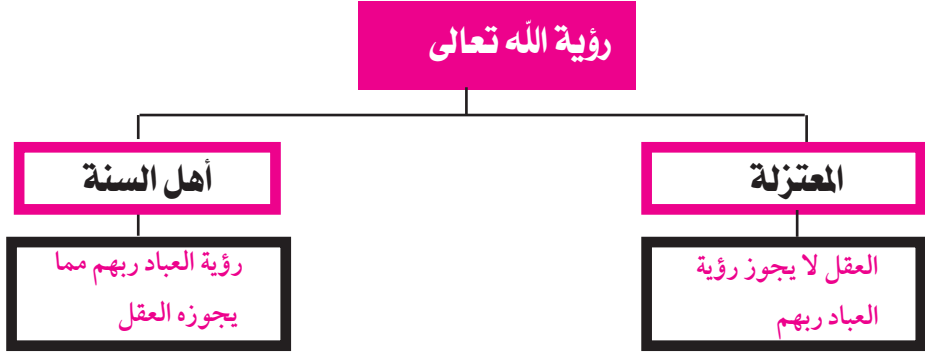 رؤية الله تعالى
المعتزلة
أهل السنة
العقل لا يجوز رؤية
العباد ربهم
رؤية العباد ربهم مما
يجوزه العقل